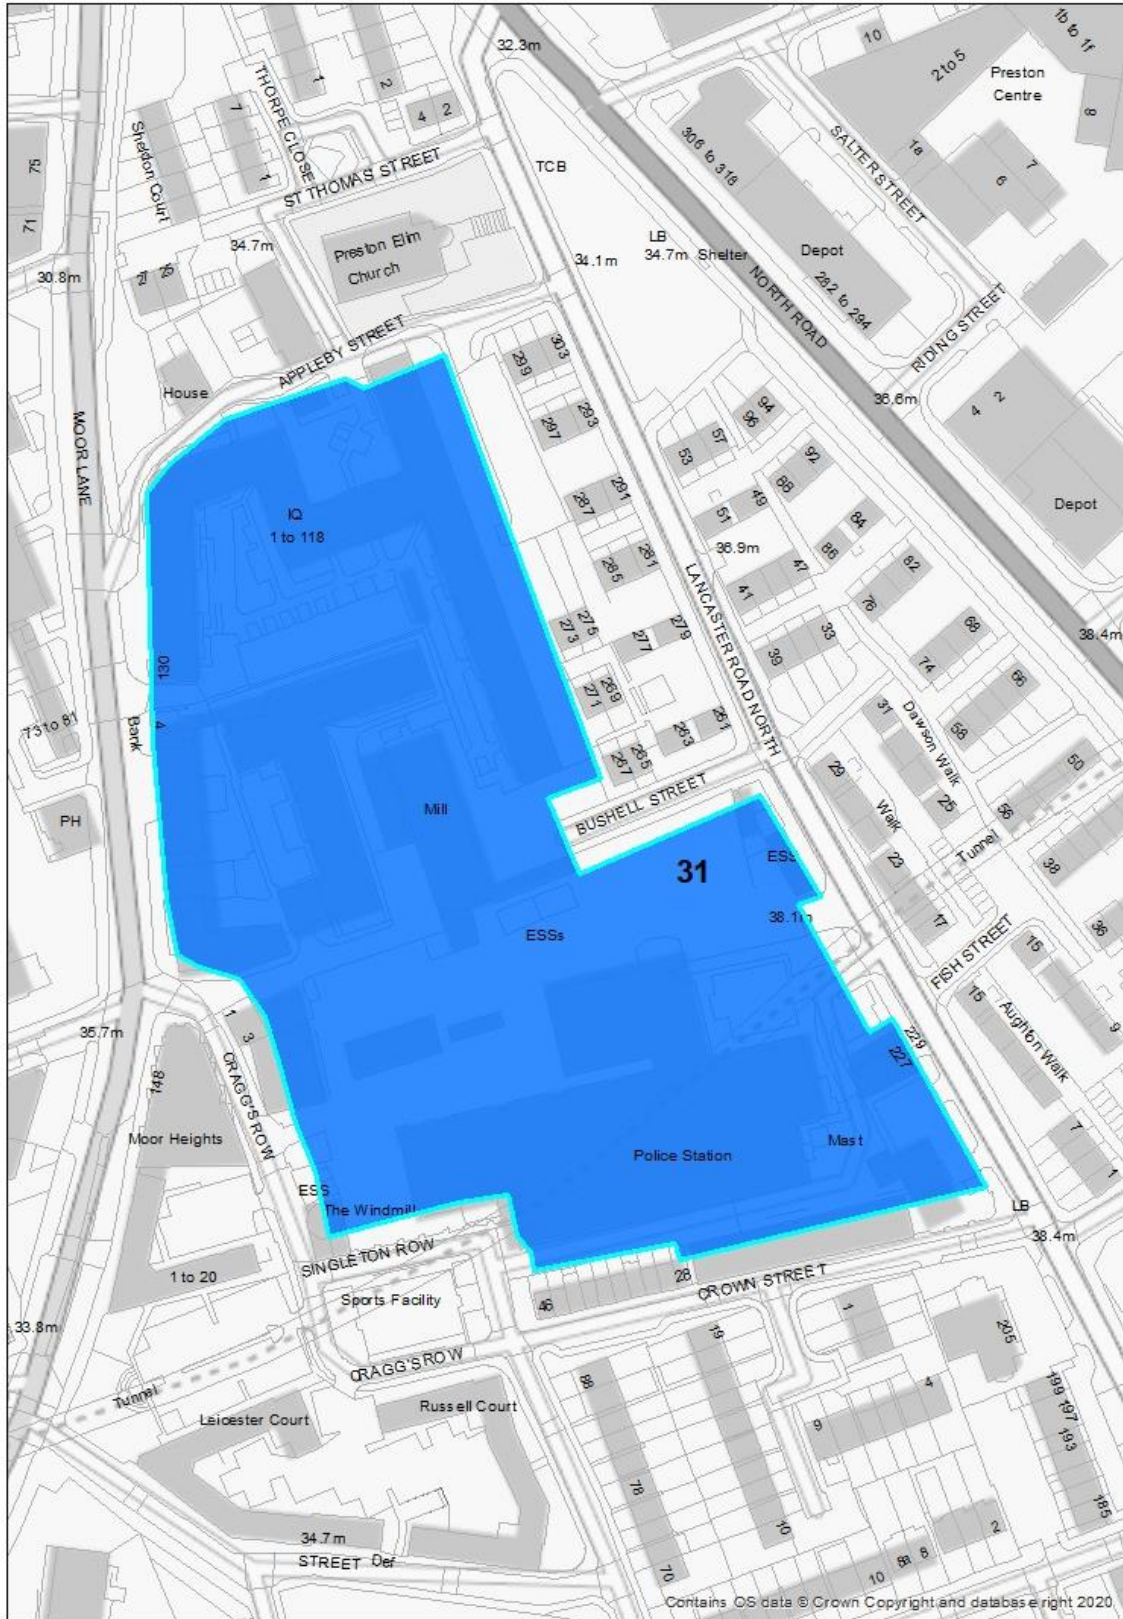 32.3m
10
2 to 5
1b to 1f
Preston
Centre
8
THORPE CLOSE
1
2
7
1
4
2
75
71
Sheldon Court
ST THOMAS STREET
TCB
306 to 318
SALTER STREET
1a
7
6
Preston Elim
Church
34.7m
30.8m
27
25
34.1m
LB
34.7m Shelter
Depot
282 to 294
NORTH ROAD
RIDING STREET
APPLEBY STREET
House
MOOR LANE
299
303
297
293
36.6m
4
2
94
96
57
53
92
88
Depot
287
291
49
51
84
86
36.9m
IQ
1 to 118
285
281
47
41
82
76
LANCASTER ROAD NORTH
38.4m
275
273
277
279
33
39
68
74
130
4
Bank
73 to 81
269
271
66
58
31
Dawson Walk
263
261
265
267
29
25
50
56
PH
Mill
BUSHELL STREET
Walk
Tunnel
31
ESS
23
17
38
36
38.1m
ESSs
FISH STREET
15
15
9
35.7m
1
3
CRAGG'S ROW
229
227
Aughton Walk
148
Moor Heights
7
1
Mast
Police Station
ESS
The Windmill
LB
38.4m
SINGLETON ROW
1 to 20
Sports Facility
28
46
CROWN STREET
33.8m
1
205
19
CRAGG'S ROW
Tunnel
88
4
9
199
197
193
Leicester Court
Russell Court
78
185
34.7m
STREET
Def
10
2
8
8a
10
70
Contains OS data © Crown Copyright and database right 2020